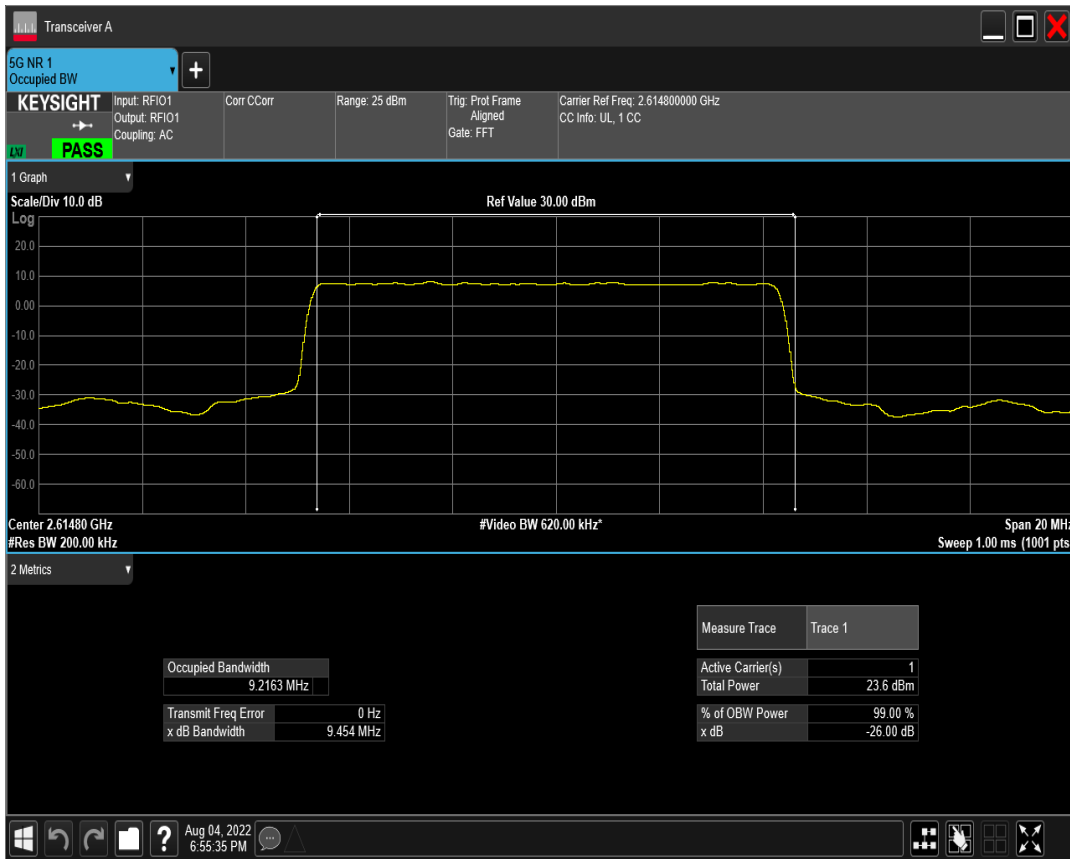 Transceiver A
5G NR 1
Occupied BW
KEYSIGHT
LXI
PASS
Input: RFIO1
Output: RFIO1
Coupling: AC
Corr CCorr
Range: 25 dBm
Trig: Prot Frame
Aligned
Gate: FFT
Carrier Ref Freq: 2.614800000 GHz
CC Info: UL, 1 CC
1 Graph
Scale/Div 10.0 dB
Ref Value 30.00 dBm
Log
20.0
10.0
0.00
-10.0
-20.0
-30.0
-40.0
-50.0
-60.0
Center 2.61480 GHz
#Video BW 620.00 kHz*
Span 20 MHz
#Res BW 200.00 kHz
Sweep 1.00 ms (1001 pts
2 Metrics
Measure Trace Trace 1
Occupied Bandwidth
9.2163 MHz
Active Carrier(s) 1
Total Power 23.6 dBm
Transmit Freq Error 0 Hz
x dB Bandwidth 9.454 MHz
% of OBW Power 99.00 %
x dB -26.00 dB
Aug 04, 2022
6:55:35 PM